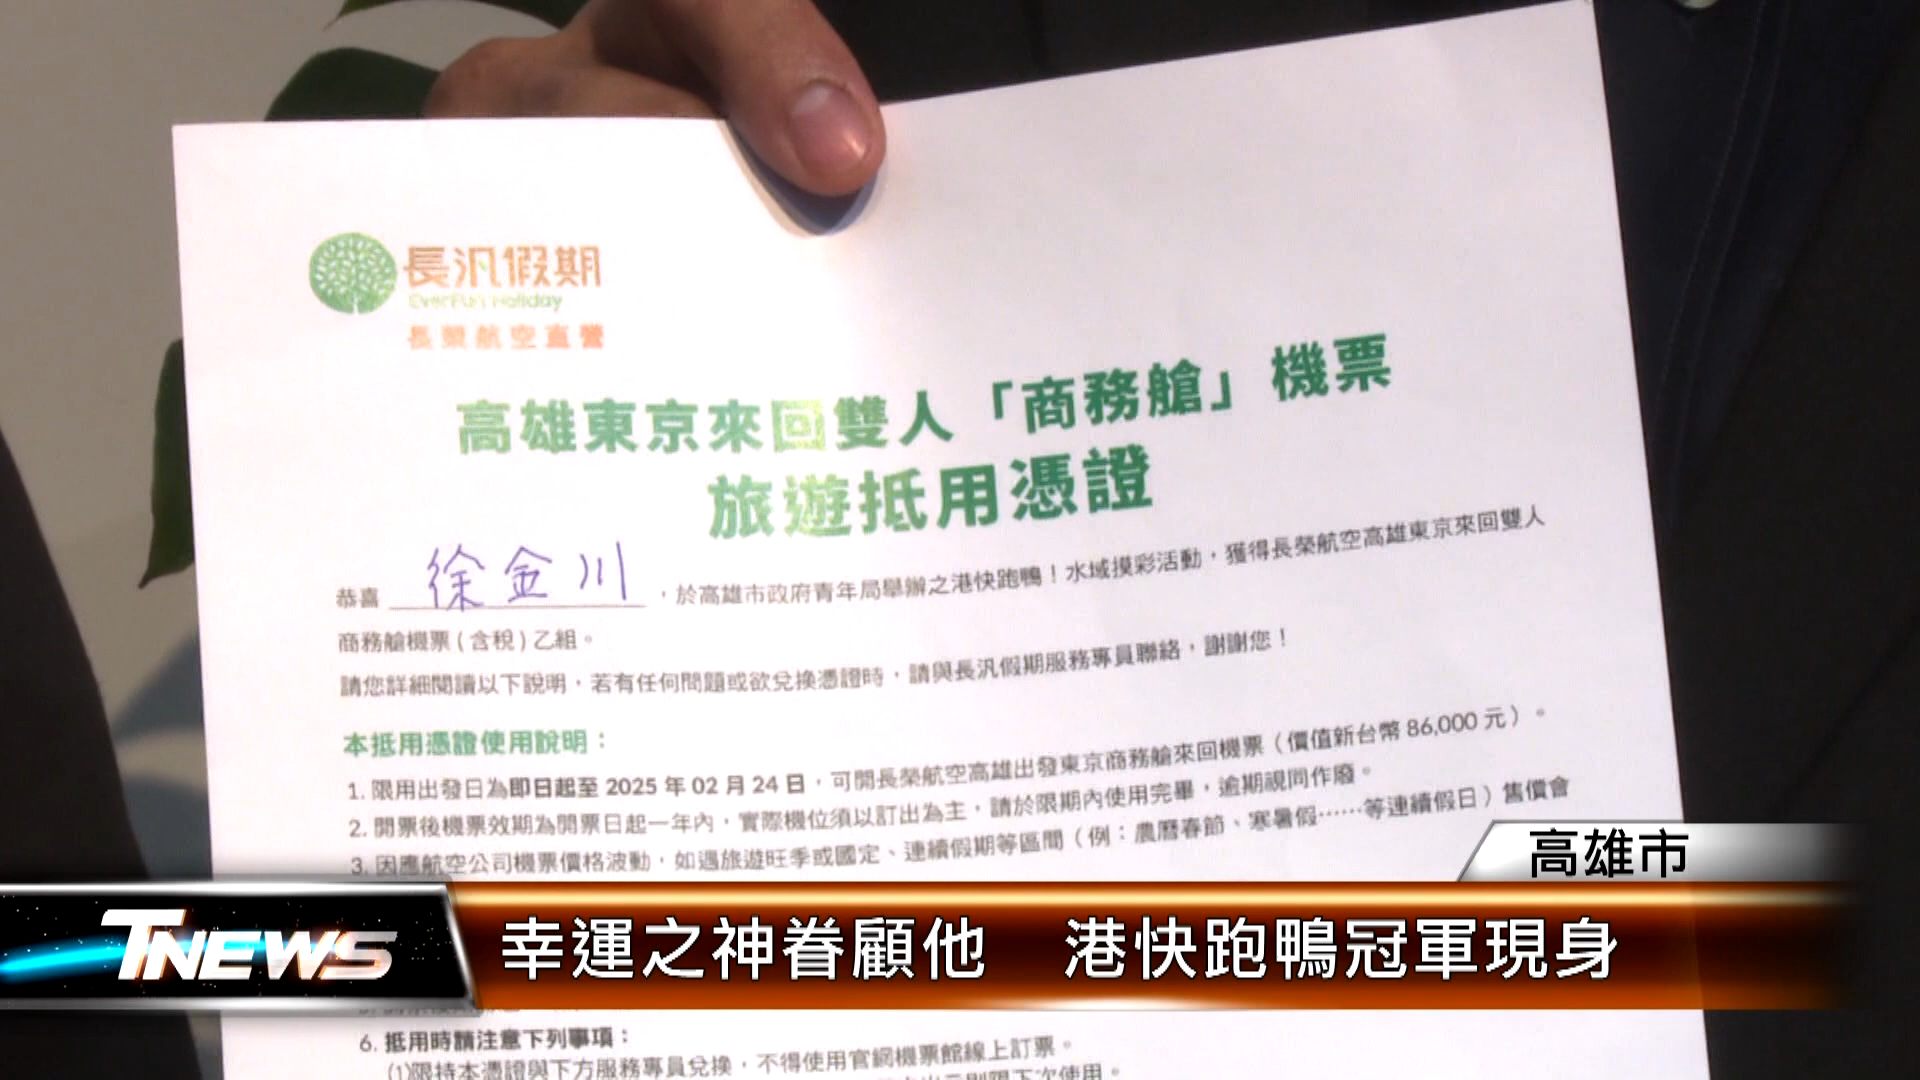 長汎假期
EverFun Holiday
長榮航空直營
高雄東京來回雙人「商務艙」機票
旅遊抵用憑證
恭喜 徐金川 ，於高雄市政府青年局舉辦之港快跑鴨！水域摸彩活動，獲得長榮航空高雄東京來回雙人
商務艙機票(含稅)乙組。
請您詳細閱讀以下說明，若有任何問題或欲兌換憑證時，請與長汎假期服務專員聯絡，謝謝您！
本抵用憑證使用說明：
1. 限用出發日為即日起至 2025 年 02 月 24 日，可開長榮航空高雄出發東京商務艙來回機票（價值新台幣 86,000 元）。
2. 開票後機票效期為開票日起一年內，實際機位須以訂出為主，請於限期內使用完畢，逾期視同作廢。
3. 因應航空公司機票價格波動，如遇旅遊旺季或國定、連續假期等區間（例：農曆春節、寒暑假……等連續假日）售價會
高雄市
TNEWS
幸運之神眷顧他　港快跑鴨冠軍現身
6. 抵用時請注意下列事項：
(1)限持本憑證與下方服務專員兌換，不得使用官網機票館線上訂票。